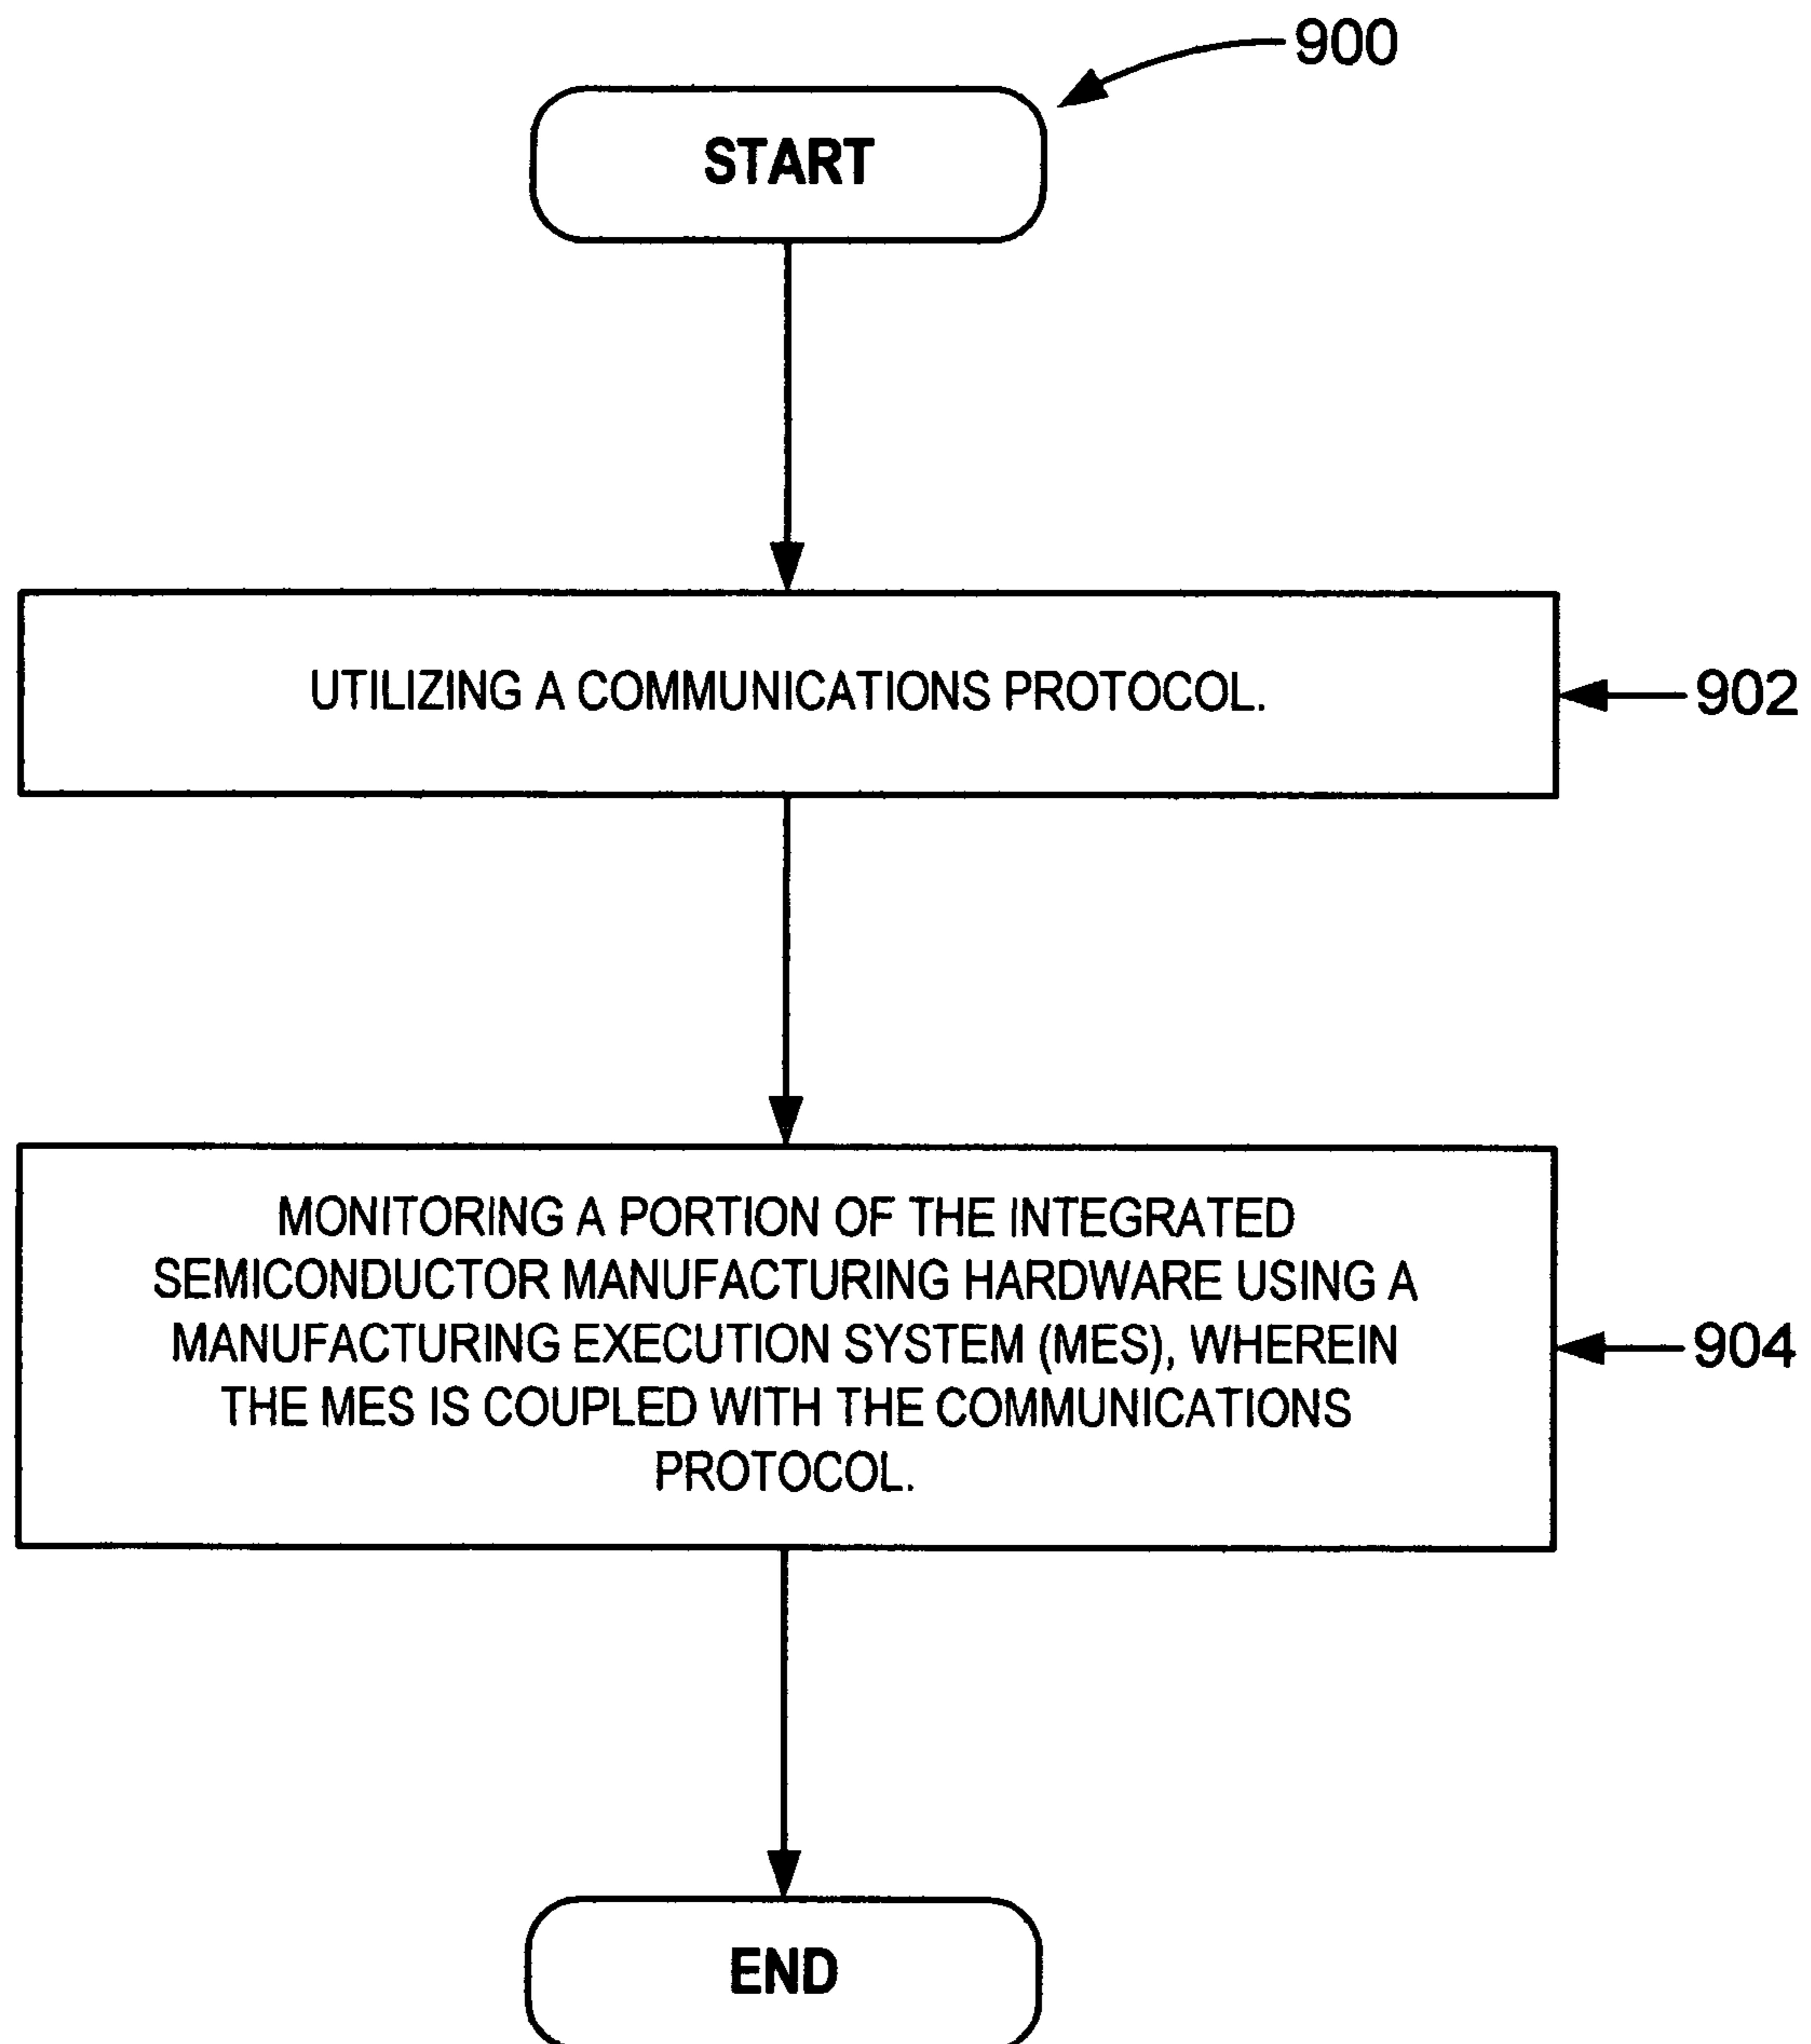 900
START
UTILIZING A COMMUNICATIONS PROTOCOL.
902
MONITORING A PORTION OF THE INTEGRATED
SEMICONDUCTOR MANUFACTURING HARDWARE USING A
MANUFACTURING EXECUTION SYSTEM (MES), WHEREIN
THE MES IS COUPLED WITH THE COMMUNICATIONS
PROTOCOL.
904
END